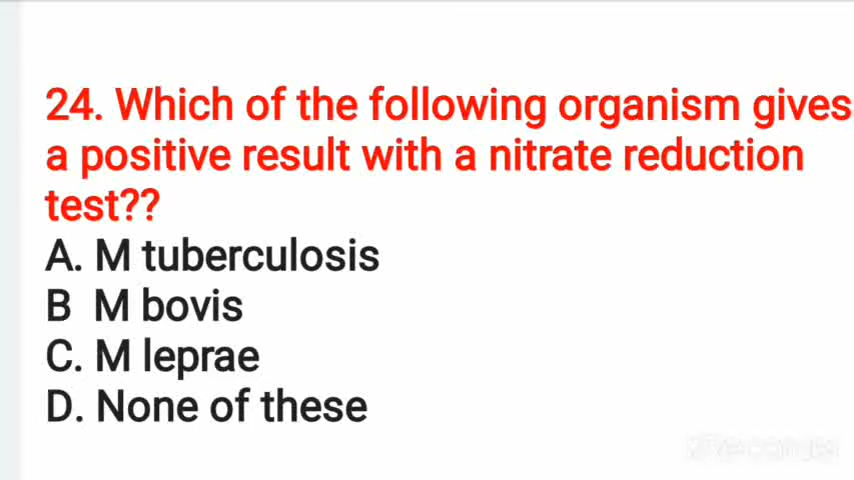 24. Which of the following organism gives
a positive result with a nitrate reduction
test??
A. M tuberculosis
B M bovis
C. M leprae
D. None of these